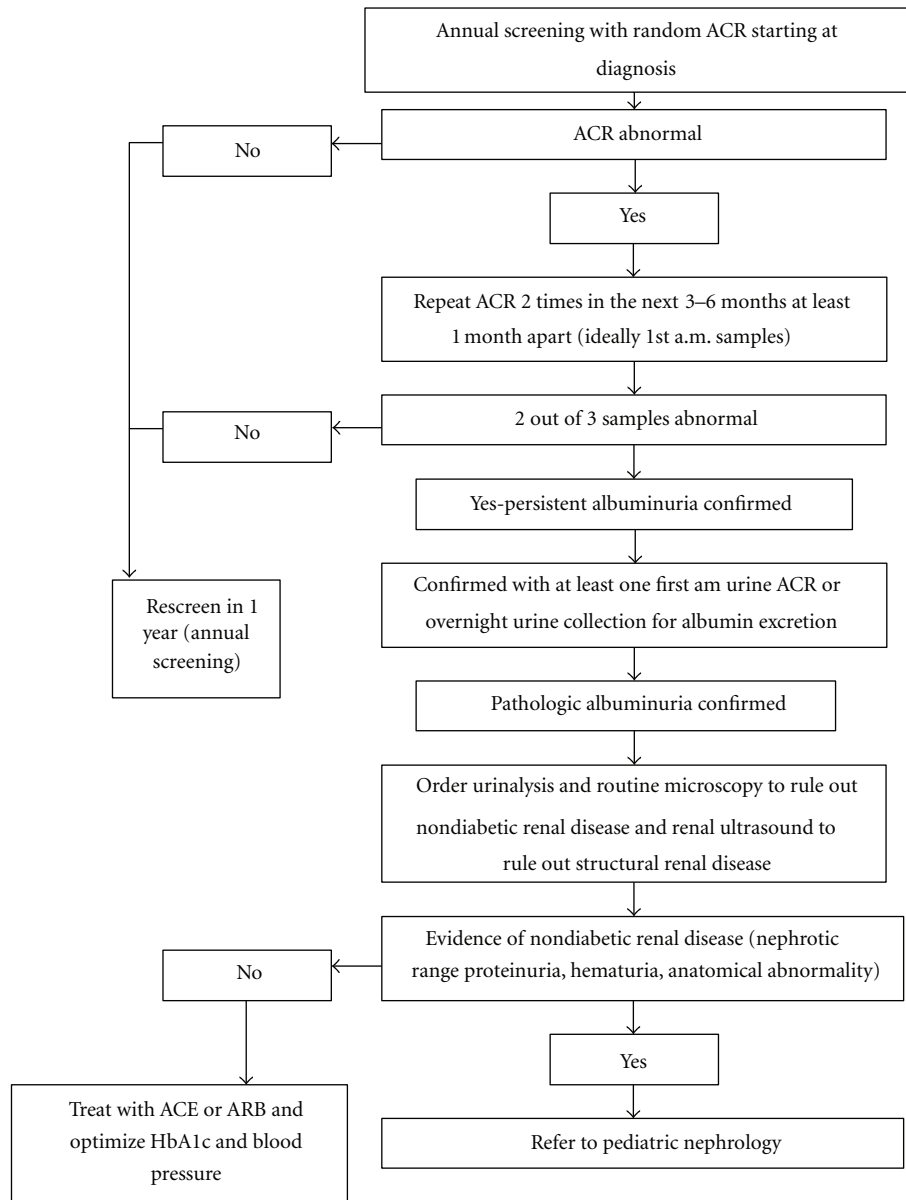 Annual screening with random ACR starting at
diagnosis
No
ACR abnormal
Yes
Repeat ACR 2 times in the next 3–6 months at least
1 month apart (ideally 1st a.m. samples)
No
2 out of 3 samples abnormal
Yes-persistent albuminuria confirmed
Rescreen in 1
year (annual
screening)
Confirmed with at least one first am urine ACR or
overnight urine collection for albumin excretion
Pathologic albuminuria confirmed
Order urinalysis and routine microscopy to rule out
nondiabetic renal disease and renal ultrasound to
rule out structural renal disease
No
Evidence of nondiabetic renal disease (nephrotic
range proteinuria, hematuria, anatomical abnormality)
Yes
Treat with ACE or ARB and
optimize HbA1c and blood
pressure
Refer to pediatric nephrology